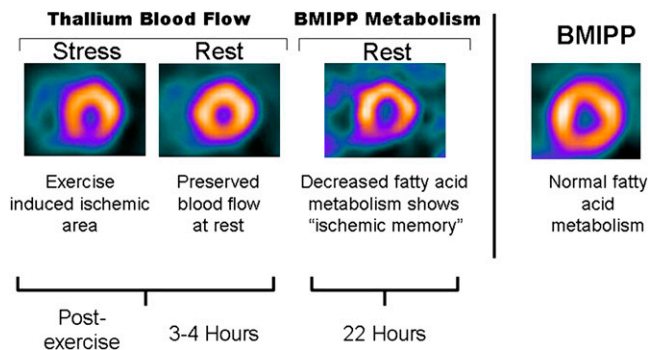 Thallium Blood Flow
BMIPP Metabolism
Stress
Rest
Rest
BMIPP
Exercise
induced ischemic
area
Preserved
blood flow
at rest
Decreased fatty acid
metabolism shows
“ischemic memory”
Normal fatty
acid
metabolism
Post-
exercise
3-4 Hours
22 Hours